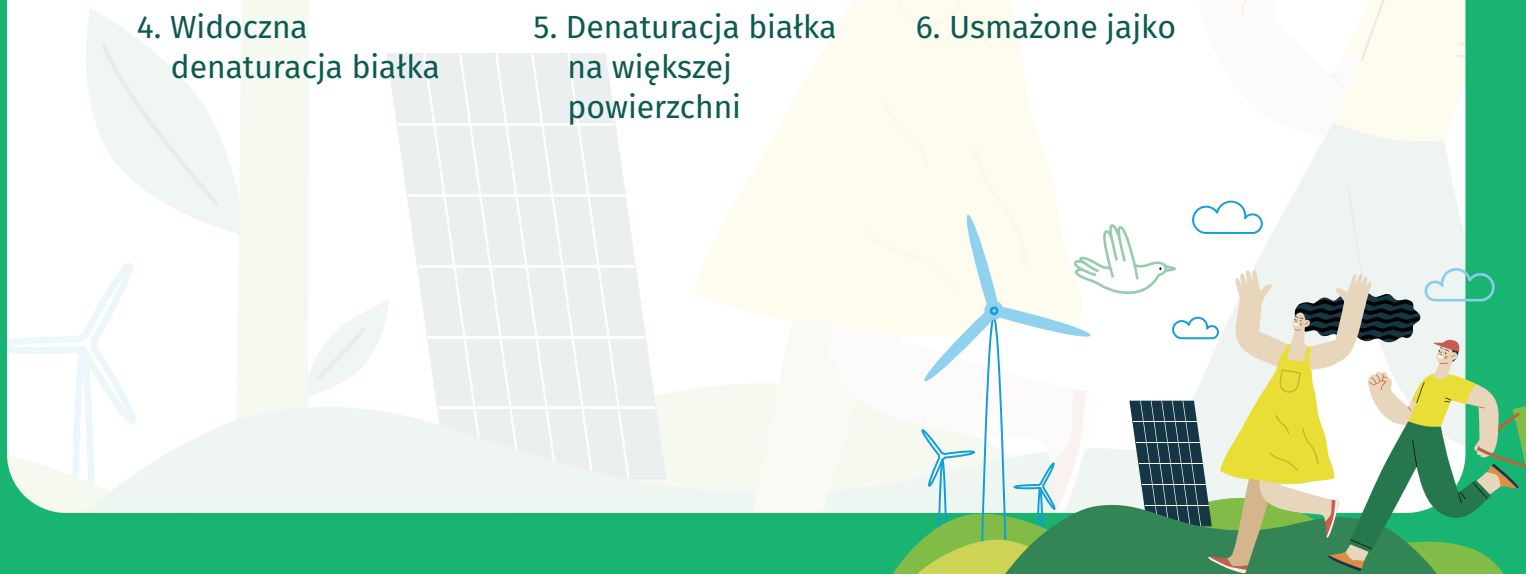 4. Widoczna
denaturacja białka
5. Denaturacja białka
na większej
powierzchni
6. Usmażone jajko